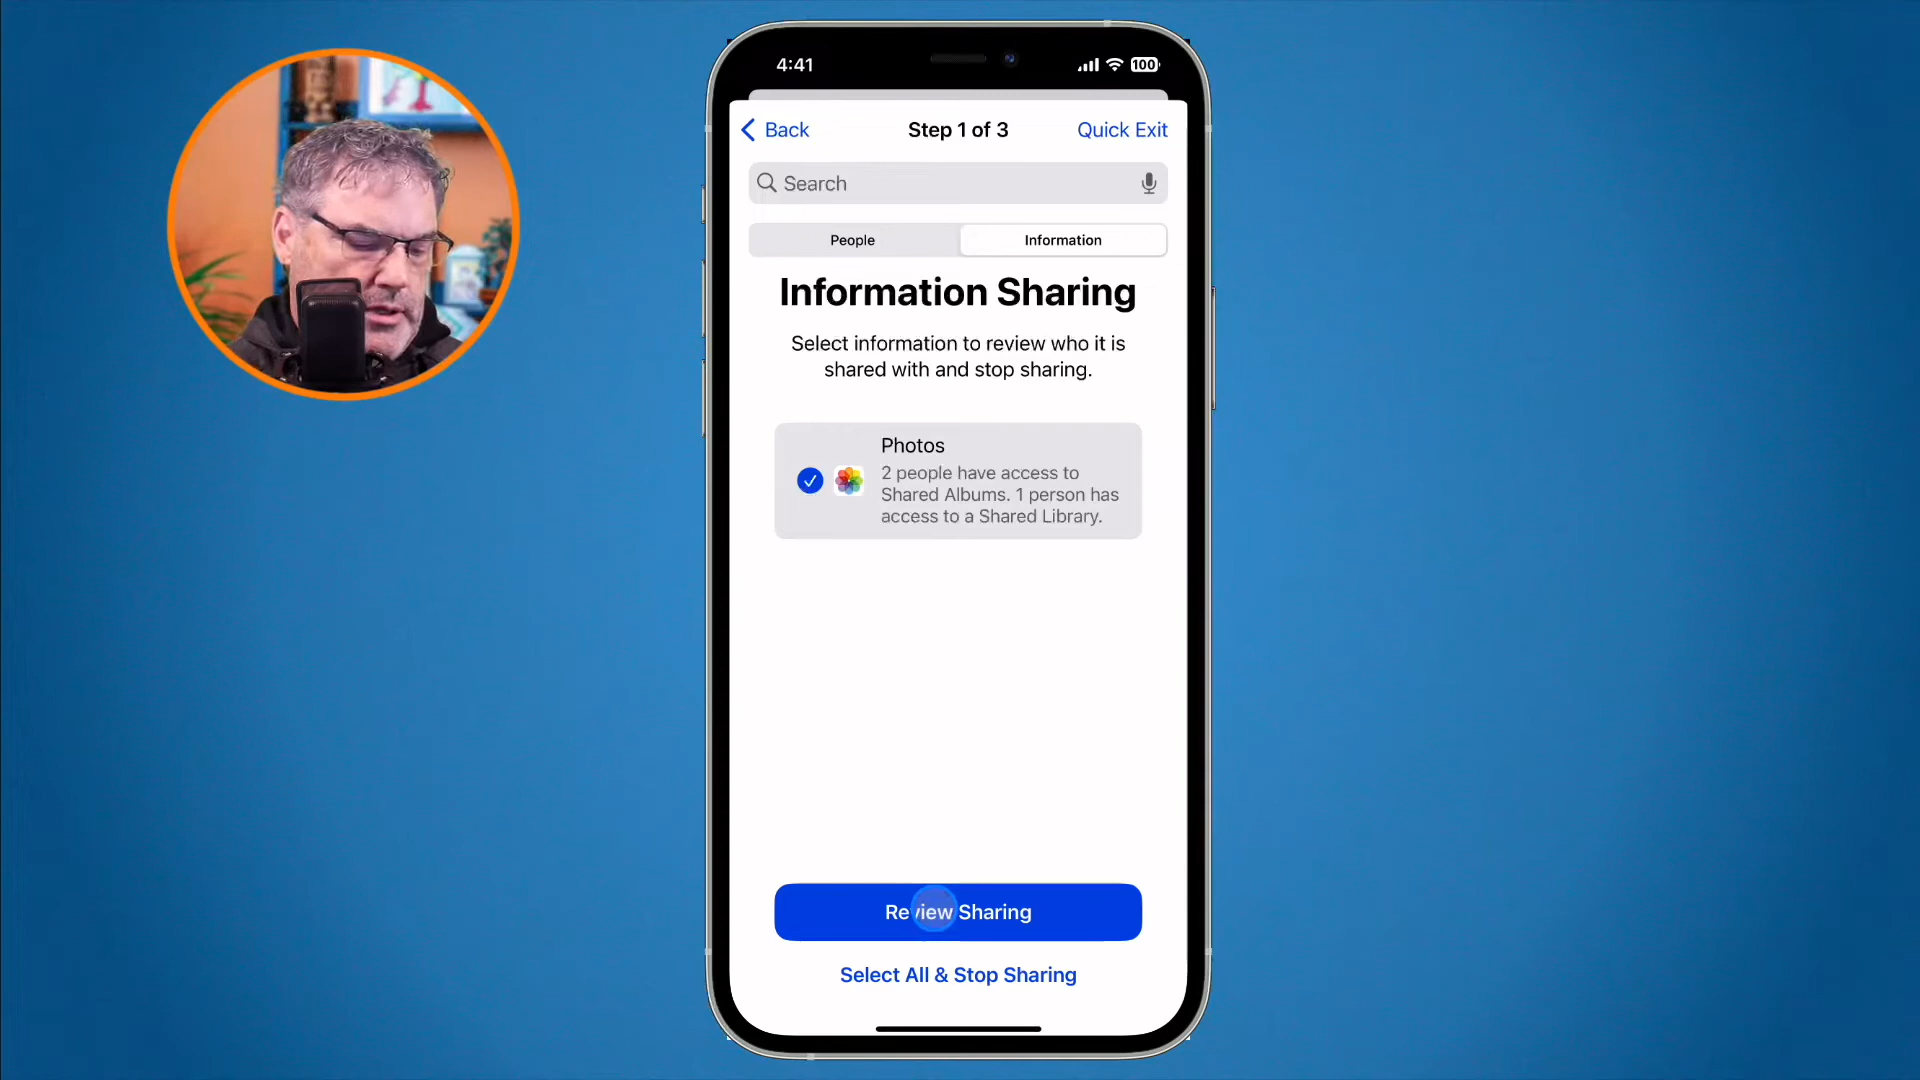 4:41
100
Back
Step 1 of 3
Quick Exit
Search
People
Information
Information Sharing
Select information to review who it is
shared with and stop sharing.
Photos
2 people have access to
Shared Albums. 1 person has
access to a Shared Library.
Review Sharing
Select All & Stop Sharing